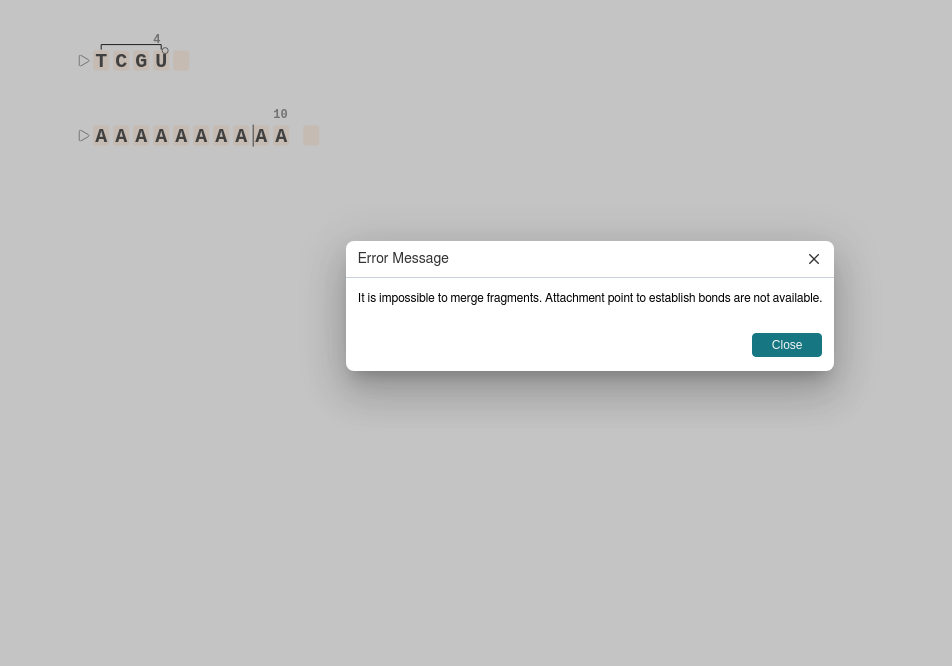 4
T C G U
10
A A A A A A A A A A
Error Message
It is impossible to merge fragments. Attachment point to establish bonds are not available.
Close